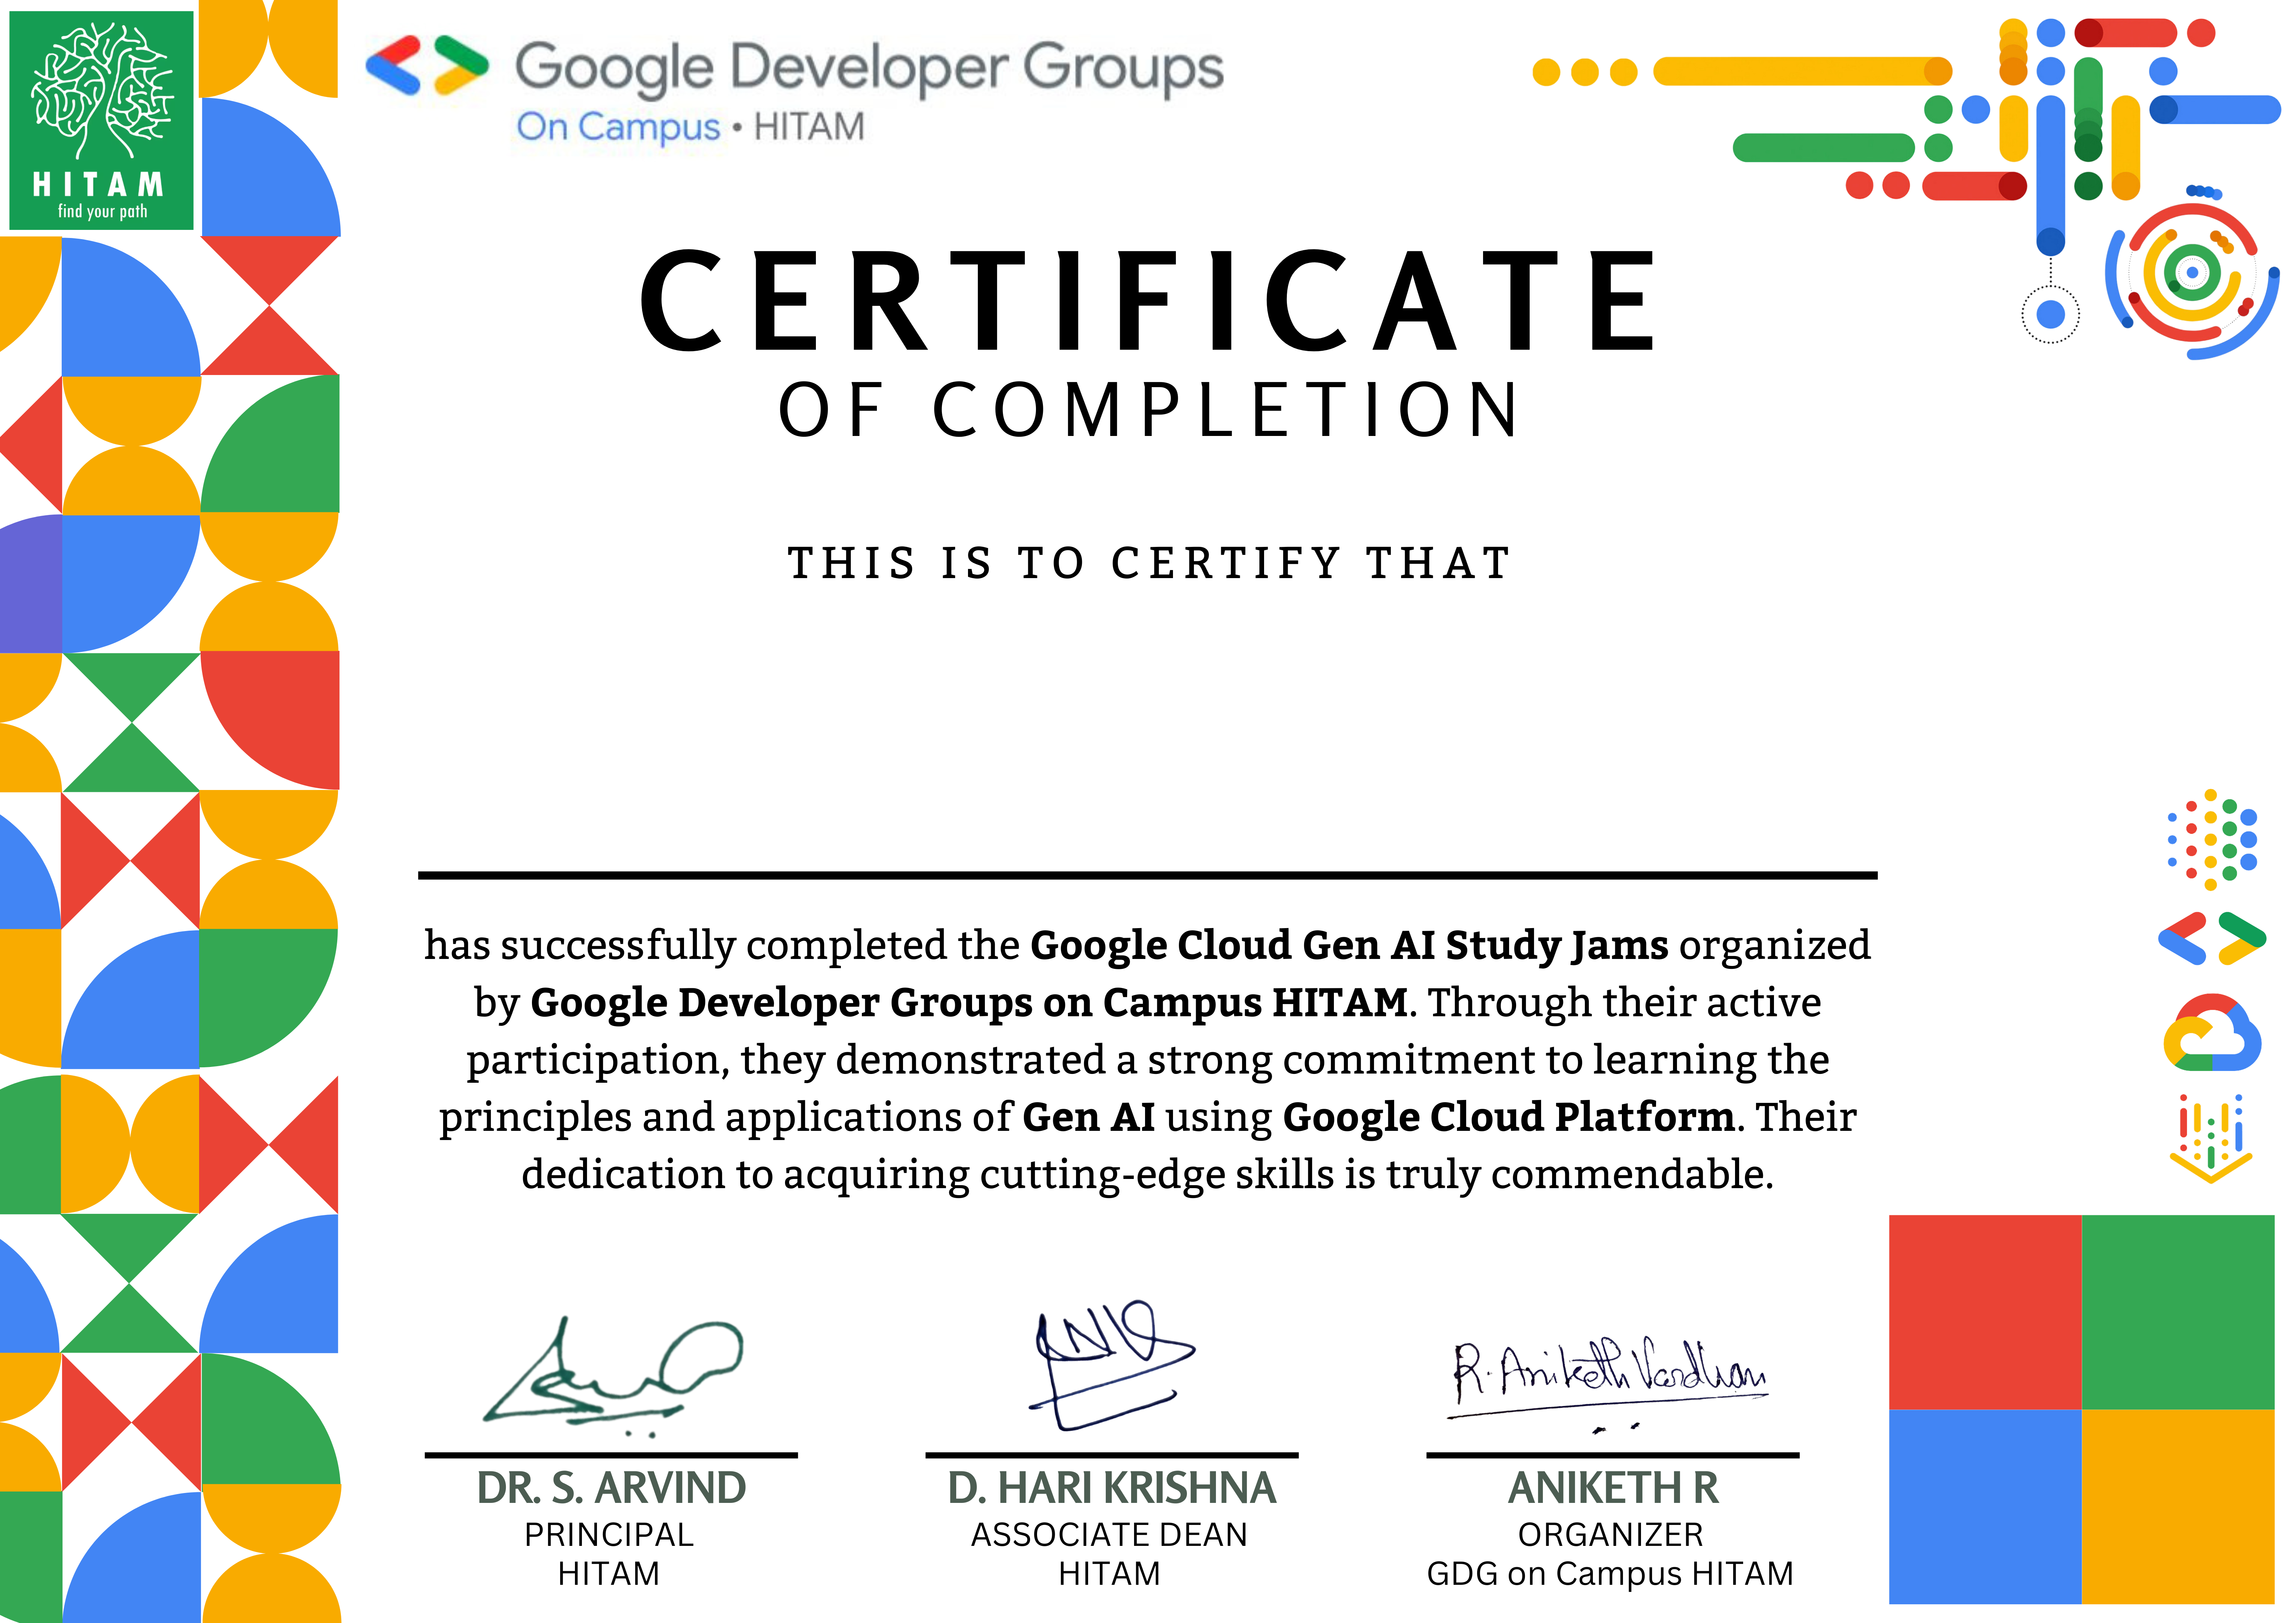 HITAM
find your path
Google Developer Groups
On Campus • HITAM
CERTIFICATE
OF COMPLETION
THIS IS TO CERTIFY THAT
has successfully completed the Google Cloud Gen AI Study Jams organized
by Google Developer Groups on Campus HITAM. Through their active
participation, they demonstrated a strong commitment to learning the
principles and applications of Gen AI using Google Cloud Platform. Their
dedication to acquiring cutting-edge skills is truly commendable.
R. Aniketh Vardhan
DR. S. ARVIND
PRINCIPAL
HITAM
D. HARI KRISHNA
ASSOCIATE DEAN
HITAM
ANIKETH R
ORGANIZER
GDG on Campus HITAM